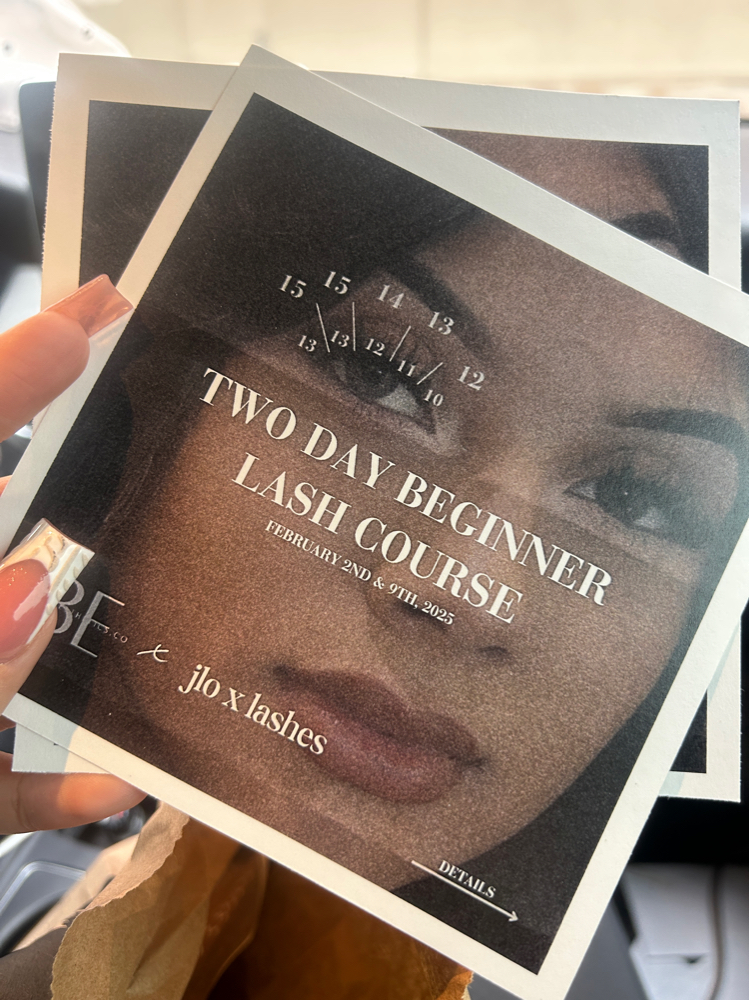 15 15 14 13 12
13 13 12 11 10
TWO DAY BEGINNER
LASH COURSE
FEBRUARY 2ND & 9TH, 2025
BE
x
jlo x lashes
DETAILS